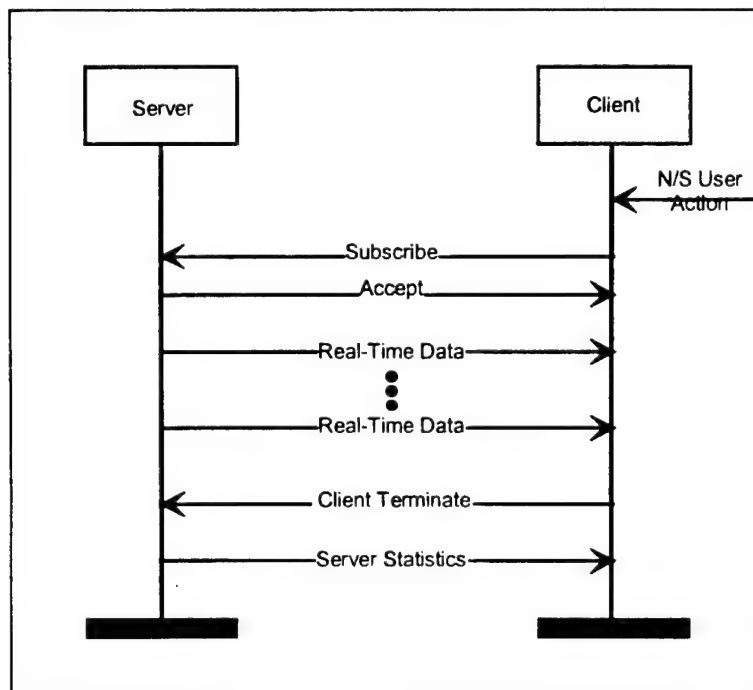 Server
Client
N/S User
Action
Subscribe
Accept
Real-Time Data
Real-Time Data
Client Terminate
Server Statistics